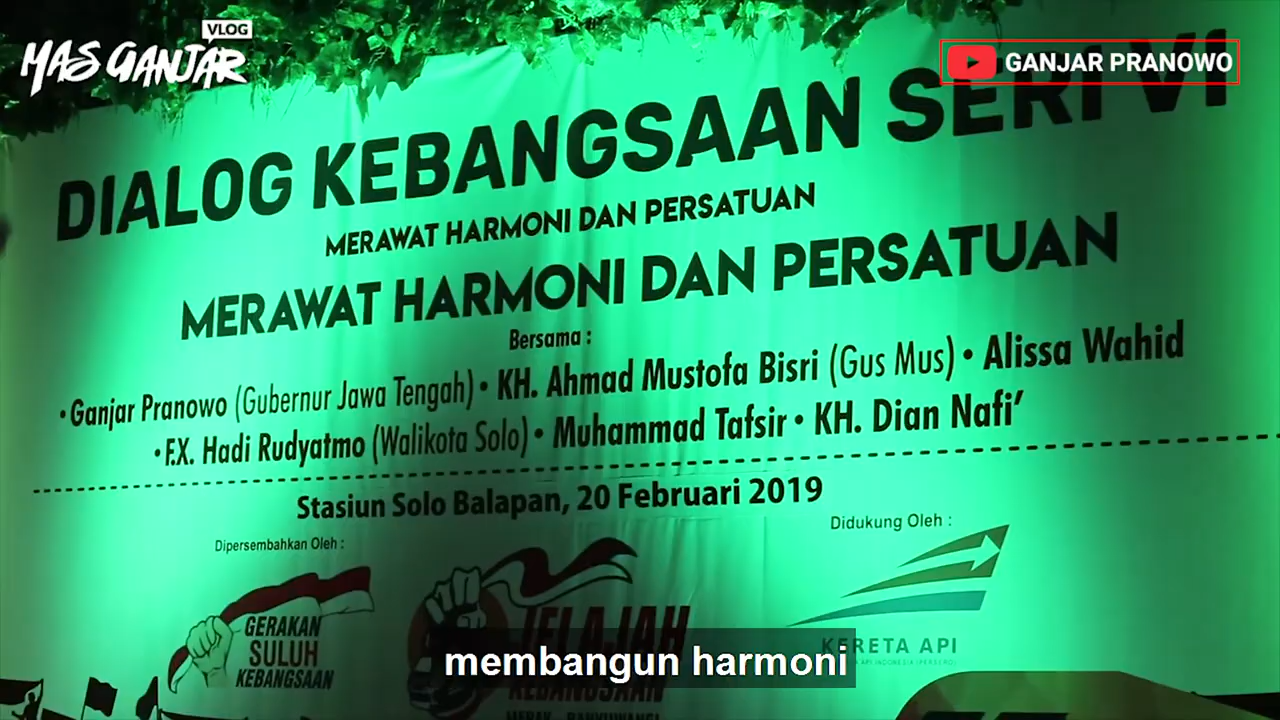 VLOG
MAS GANJAR
GANJAR PRANOWO
DIALOG KEBANGSAAN SERI VI
MERAWAT HARMONI DAN PERSATUAN
MERAWAT HARMONI DAN PERSATUAN
Bersama :
• Ganjar Pranowo (Gubernur Jawa Tengah) • KH. Ahmad Mustofa Bisri (Gus Mus) • Alissa Wahid
• F.X. Hadi Rudyatmo (Walikota Solo) • Muhammad Tafsir • KH. Dian Nafi’
Stasiun Solo Balapan, 20 Februari 2019
Dipersembahkan Oleh :
Didukung Oleh :
GERAKAN
SULUH
KEBANGSAAN
JELAJAH
KEBANGSAAN
MERAK - BANYUWANGI
KERETA API
membangun harmoni